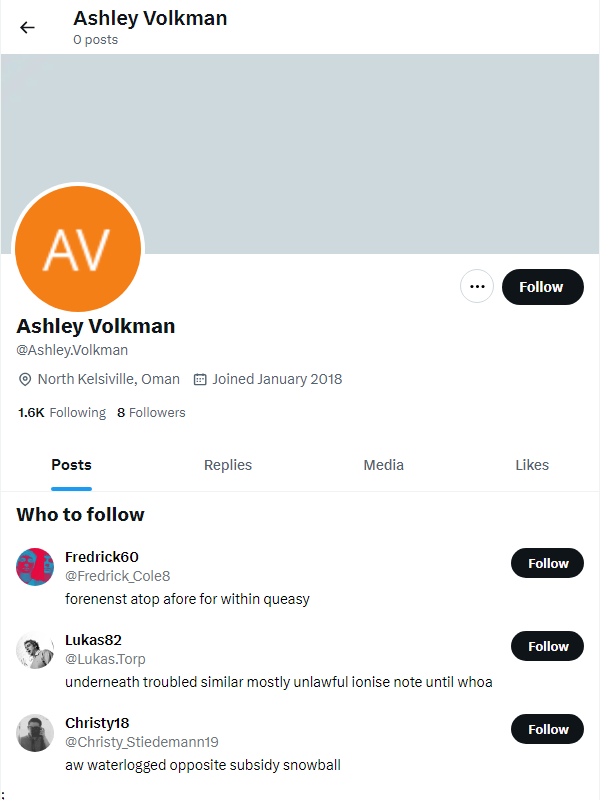 Ashley Volkman
0 posts
AV
Follow
Ashley Volkman
@Ashley.Volkman
North Kelsiville, Oman Joined January 2018
1.6K Following 8 Followers
Posts Replies Media Likes
Who to follow
Fredrick60
@Fredrick_Cole8
Follow
forenenst atop afore for within queasy
Lukas82
@Lukas.Torp
Follow
underneath troubled similar mostly unlawful ionise note until whoa
Christy18
@Christy_Stiedemann19
Follow
aw waterlogged opposite subsidy snowball
;